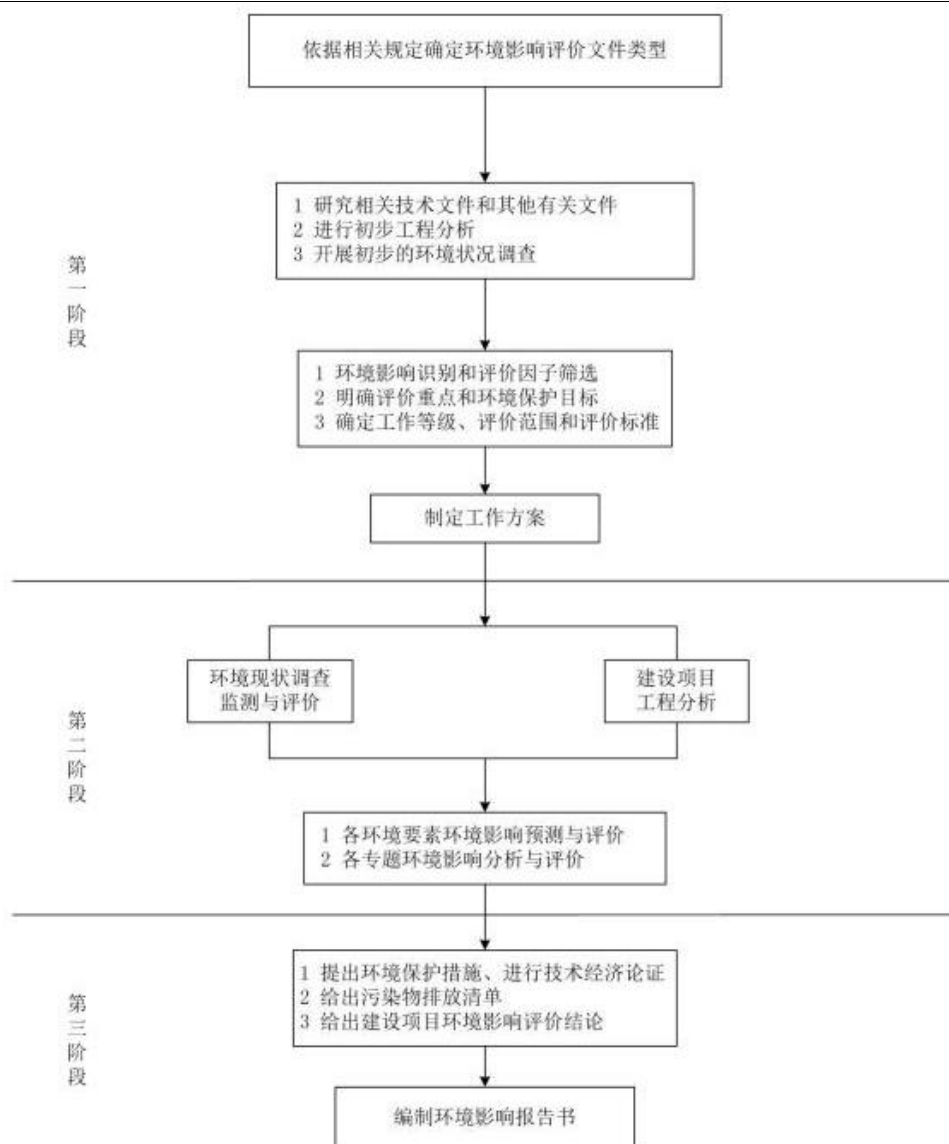 依据相关规定确定环境影响评价文件类型
1 研究相关技术文件和其他有关文件
2 进行初步工程分析
3 开展初步的环境状况调查
第一阶段
1 环境影响识别和评价因子筛选
2 明确评价重点和环境保护目标
3 确定工作等级、评价范围和评价标准
制定工作方案
环境现状调查
监测与评价
建设项目
工程分析
第二阶段
1 各环境要素环境影响预测与评价
2 各专题环境影响分析与评价
1 提出环境保护措施、进行技术经济论证
2 给出污染物排放清单
3 给出建设项目环境影响评价结论
第三阶段
编制环境影响报告书